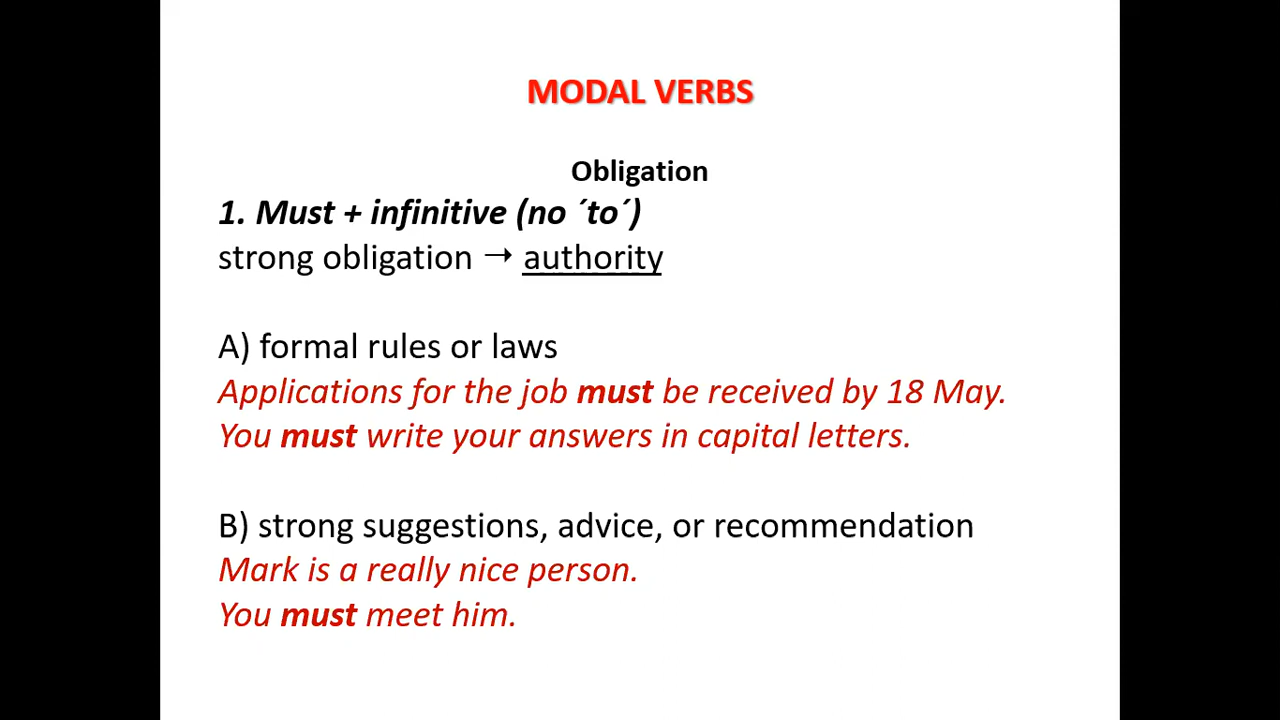 MODAL VERBS
Obligation
1. Must + infinitive (no ´to´)
strong obligation → authority
A) formal rules or laws
Applications for the job must be received by 18 May.
You must write your answers in capital letters.
B) strong suggestions, advice, or recommendation
Mark is a really nice person.
You must meet him.